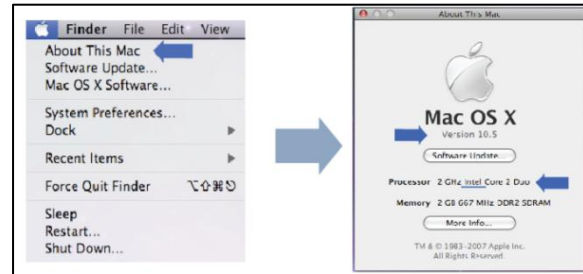 Finder File Edit View
About This Mac
Software Update...
Mac OS X Software...
System Preferences...
Dock
Recent Items
Force Quit Finder ⌥⇧⌘⎋
Sleep
Restart...
Shut Down...
About This Mac
Mac OS X
Version 10.5
Software Update...
Processor 2 GHz Intel Core 2 Duo
Memory 2 GB 667 MHz DDR2 SDRAM
More Info...
TM & © 1983-2007 Apple Inc.
All Rights Reserved.